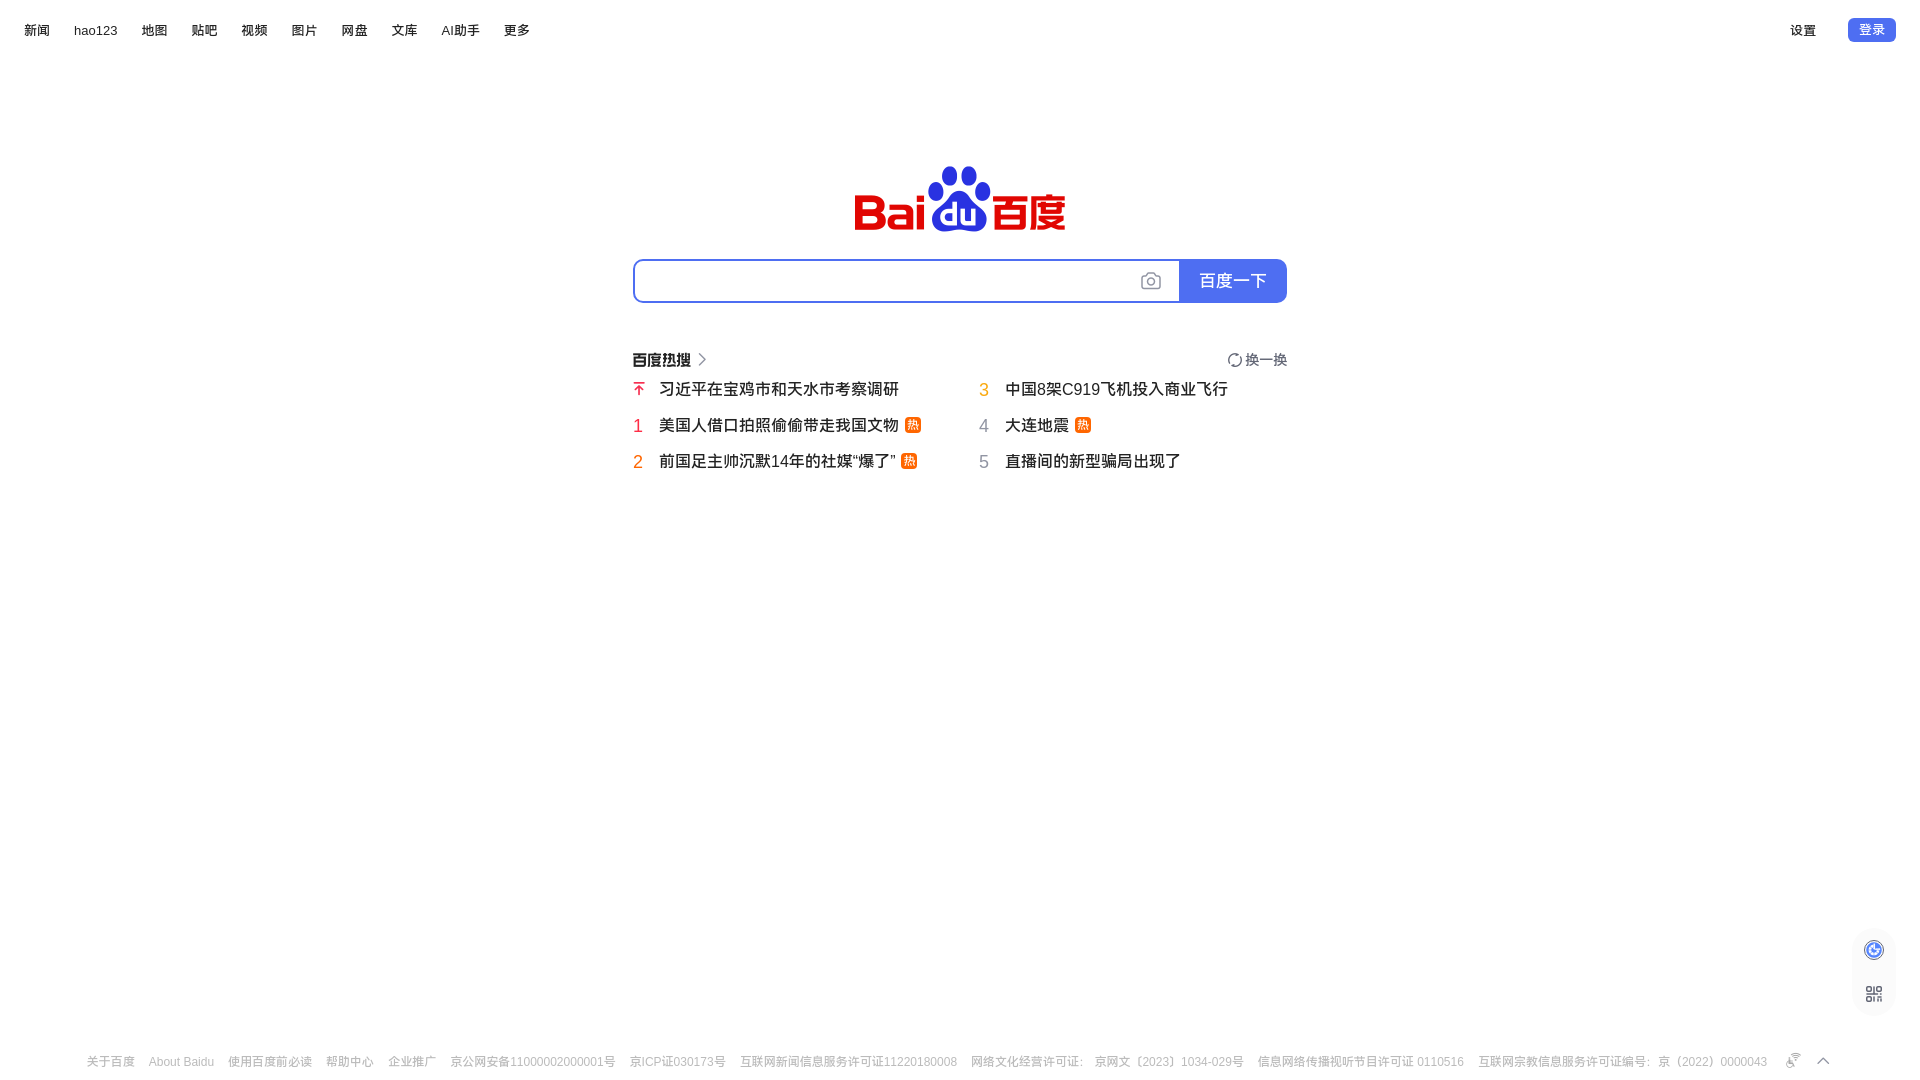 新闻 hao123 地图 贴吧 视频 图片 网盘 文库 AI助手 更多 设置 登录
Bai du 百度
百度一下
百度热搜 换一换
习近平在宝鸡市和天水市考察调研
1 美国人借口拍照偷偷带走我国文物 热
2 前国足主帅沉默14年的社媒“爆了” 热
3 中国8架C919飞机投入商业飞行
4 大连地震 热
5 直播间的新型骗局出现了
关于百度 About Baidu 使用百度前必读 帮助中心 企业推广 京公网安备11000002000001号 京ICP证030173号 互联网新闻信息服务许可证11220180008 网络文化经营许可证： 京网文〔2023〕1034-029号 信息网络传播视听节目许可证 0110516 互联网宗教信息服务许可证编号：京（2022）0000043